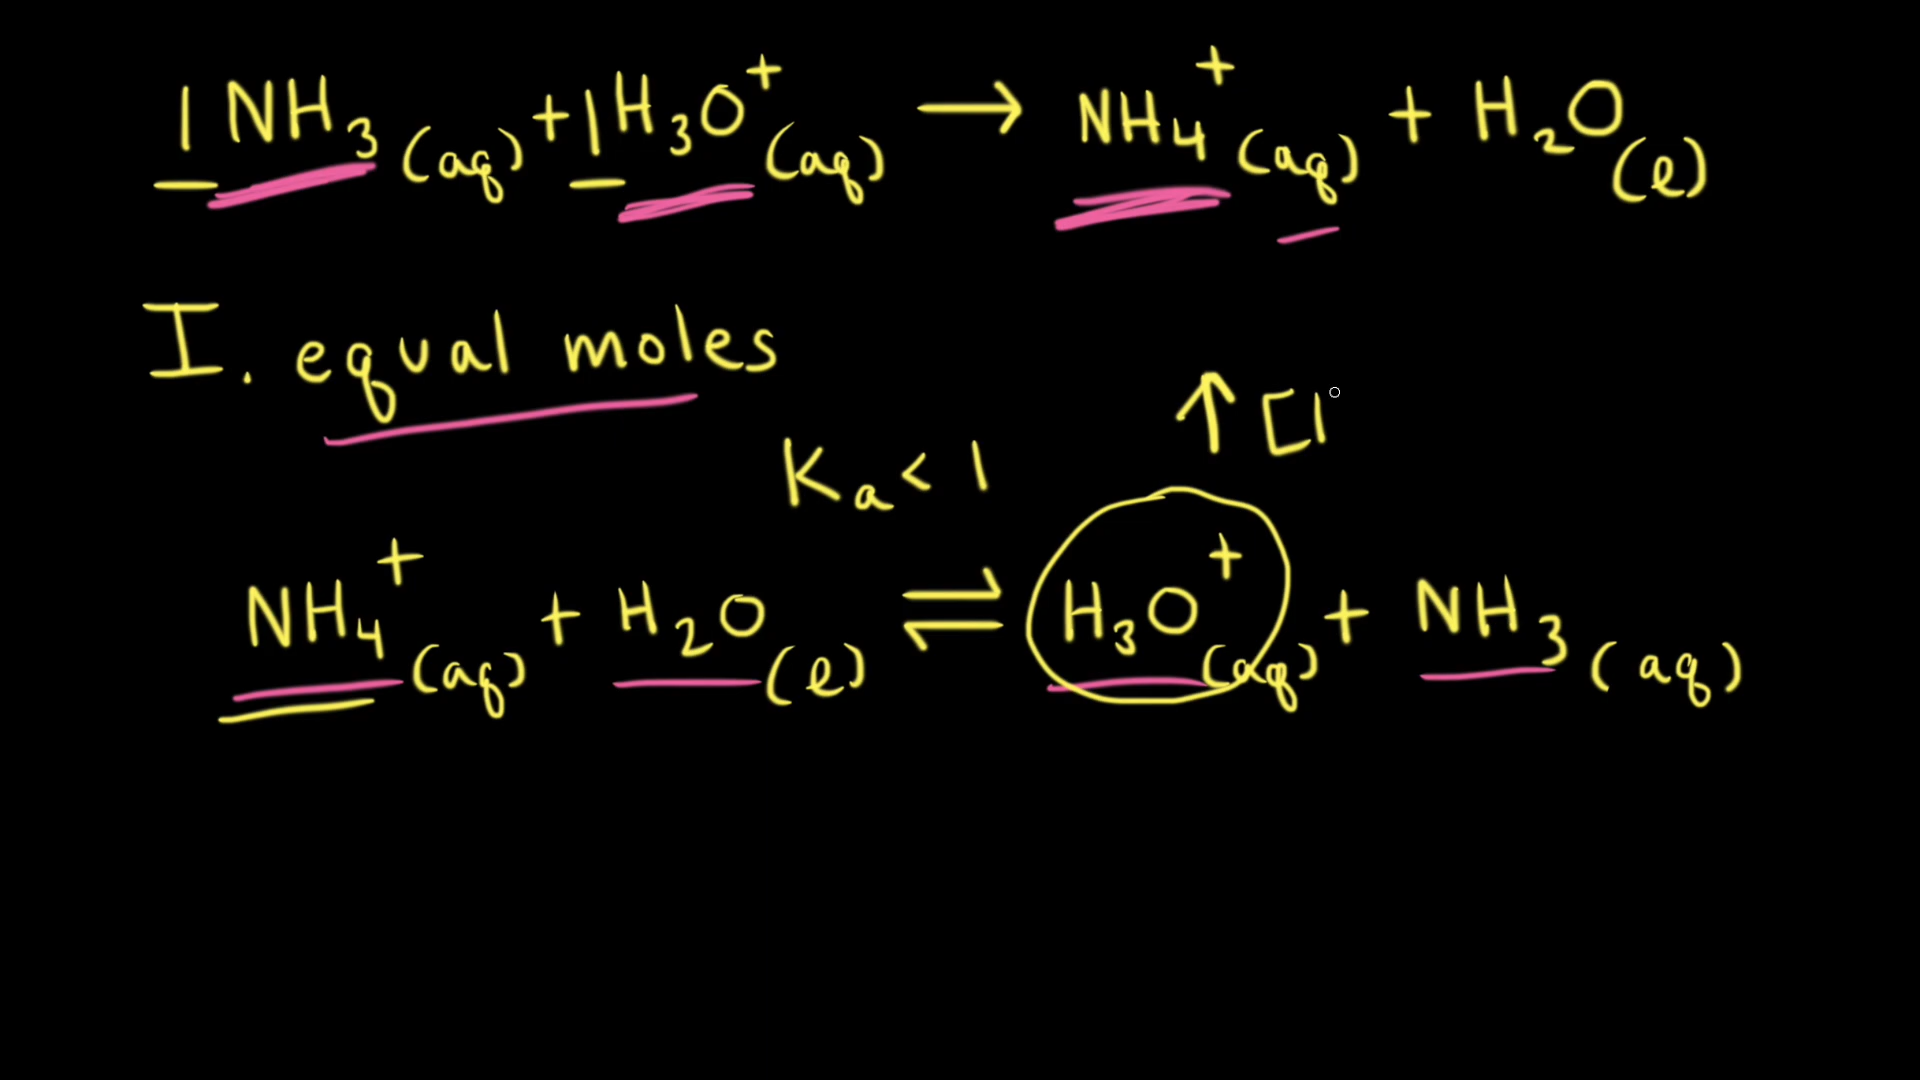 1 NH₃ (aq) + 1 H₃O⁺ (aq) → NH₄⁺ (aq) + H₂O (l)
I. equal moles
↑ [
Kₐ < 1
NH₄⁺ (aq) + H₂O (l) ⇌ H₃O⁺ (aq) + NH₃ (aq)